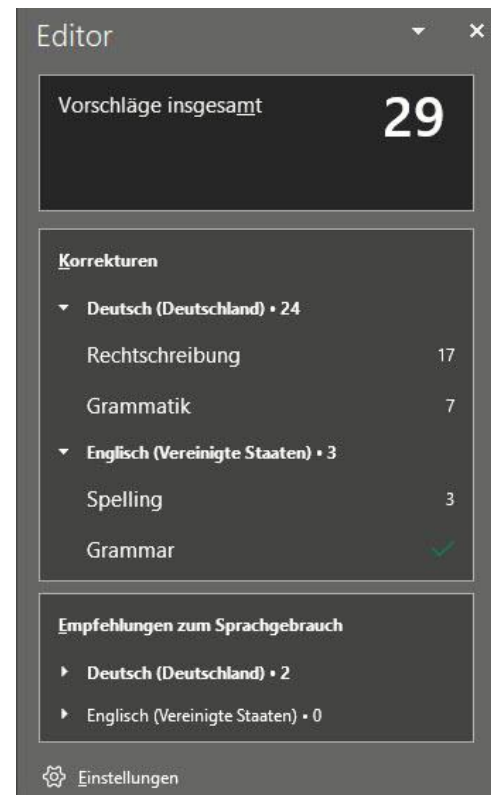 Editor
Vorschläge insgesamt 29
Korrekturen
Deutsch (Deutschland) • 24
Rechtschreibung 17
Grammatik 7
Englisch (Vereinigte Staaten) • 3
Spelling 3
Grammar
Empfehlungen zum Sprachgebrauch
Deutsch (Deutschland) • 2
Englisch (Vereinigte Staaten) • 0
Einstellungen